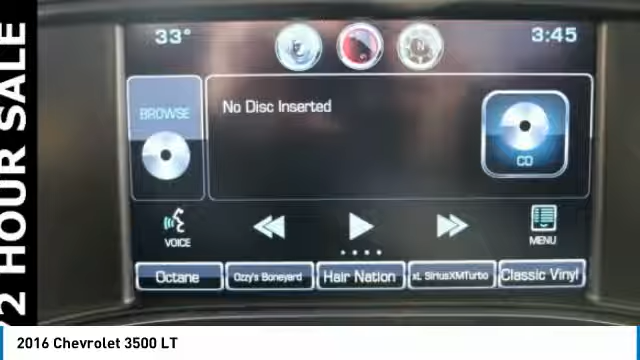 2 HOUR SALE
33°
N
3:45
BROWSE
No Disc Inserted
CD
VOICE
MENU
Octane
Ozzy's Boneyard
Hair Nation
xL SiriusXMTurbo
Classic Vinyl
2016 Chevrolet 3500 LT